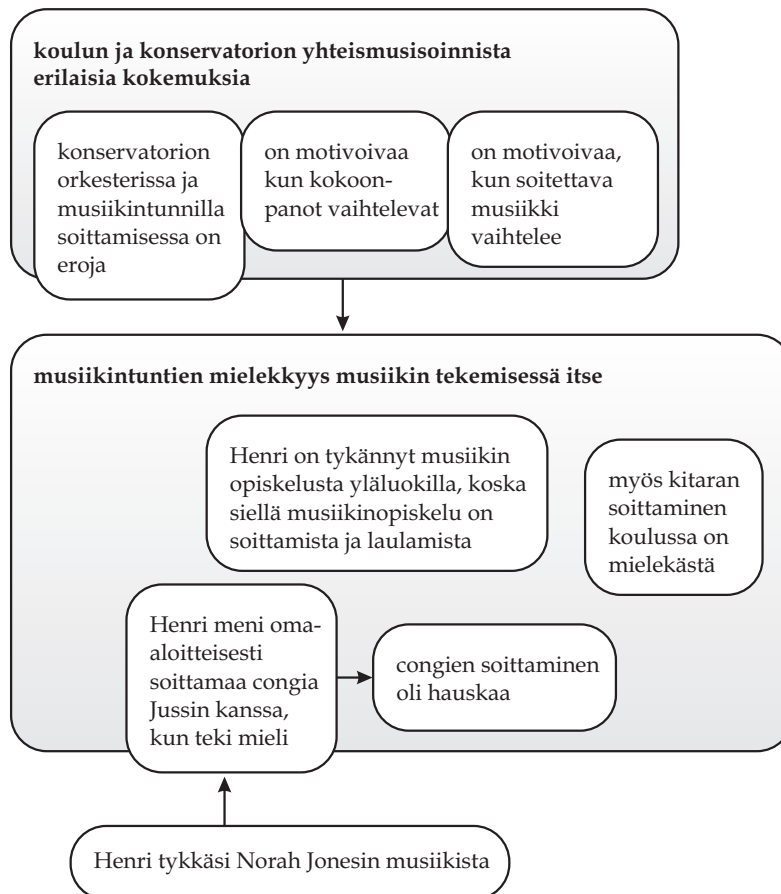 koulun ja konservatorion yhteismusisoinnista
erilaisia kokemuksia
konservatorion
orkesterissa ja
musiikintunnilla
soittamisessa on
eroja
on motivoivaa
kun kokoon-
panot vaihtelevat
on motivoivaa,
kun soitettava
musiikki
vaihtelee
musiikintuntien mielekkyys musiikin tekemisessä itse
Henri on tykännyt musiikin
opiskelusta yläluokilla, koska
siellä musiikinopiskelu on
soittamista ja laulamista
myös kitaran
soittaminen
koulussa on
mielekästä
Henri meni oma-
aloitteisesti
soittamaa congia
Jussin kanssa,
kun teki mieli
congien soittaminen
oli hauskaa
Henri tykkäsi Norah Jonesin musiikista